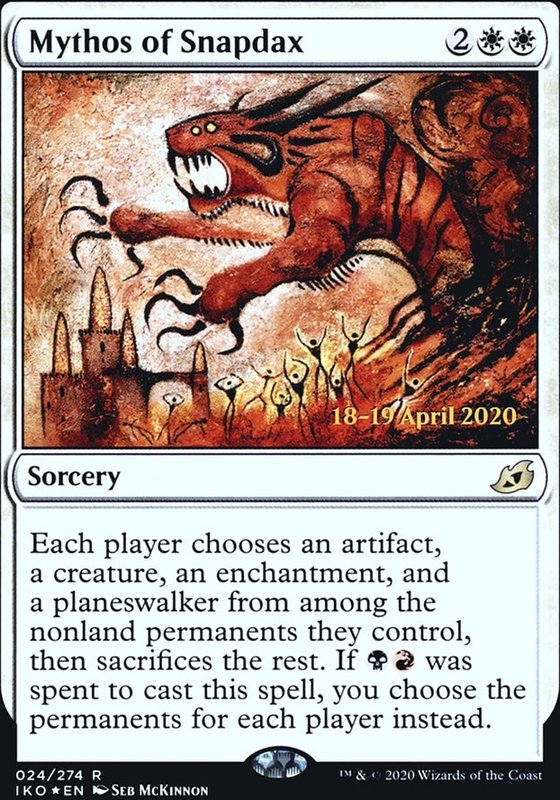 Mythos of Snapdax 2
18–19 April 2020
Sorcery
Each player chooses an artifact,
a creature, an enchantment, and
a planeswalker from among the
nonland permanents they control,
then sacrifices the rest. If was
spent to cast this spell, you choose the
permanents for each player instead.
024/274 R
IKO ★ EN Seb McKinnon
™ & © 2020 Wizards of the Coast